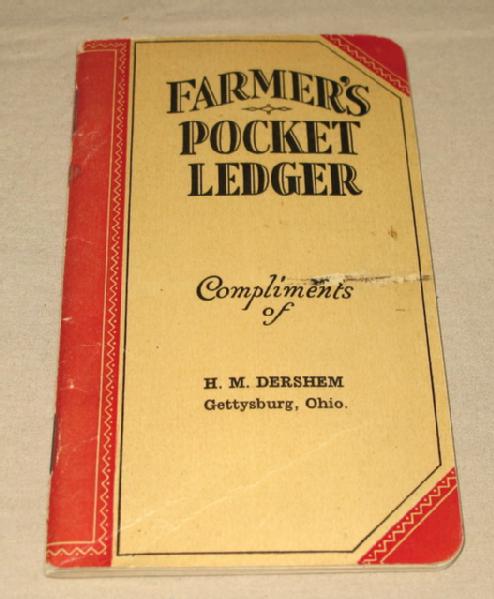 FARMER'S
POCKET
LEDGER
Compliments
of
H. M. DERSHEM
Gettysburg, Ohio.